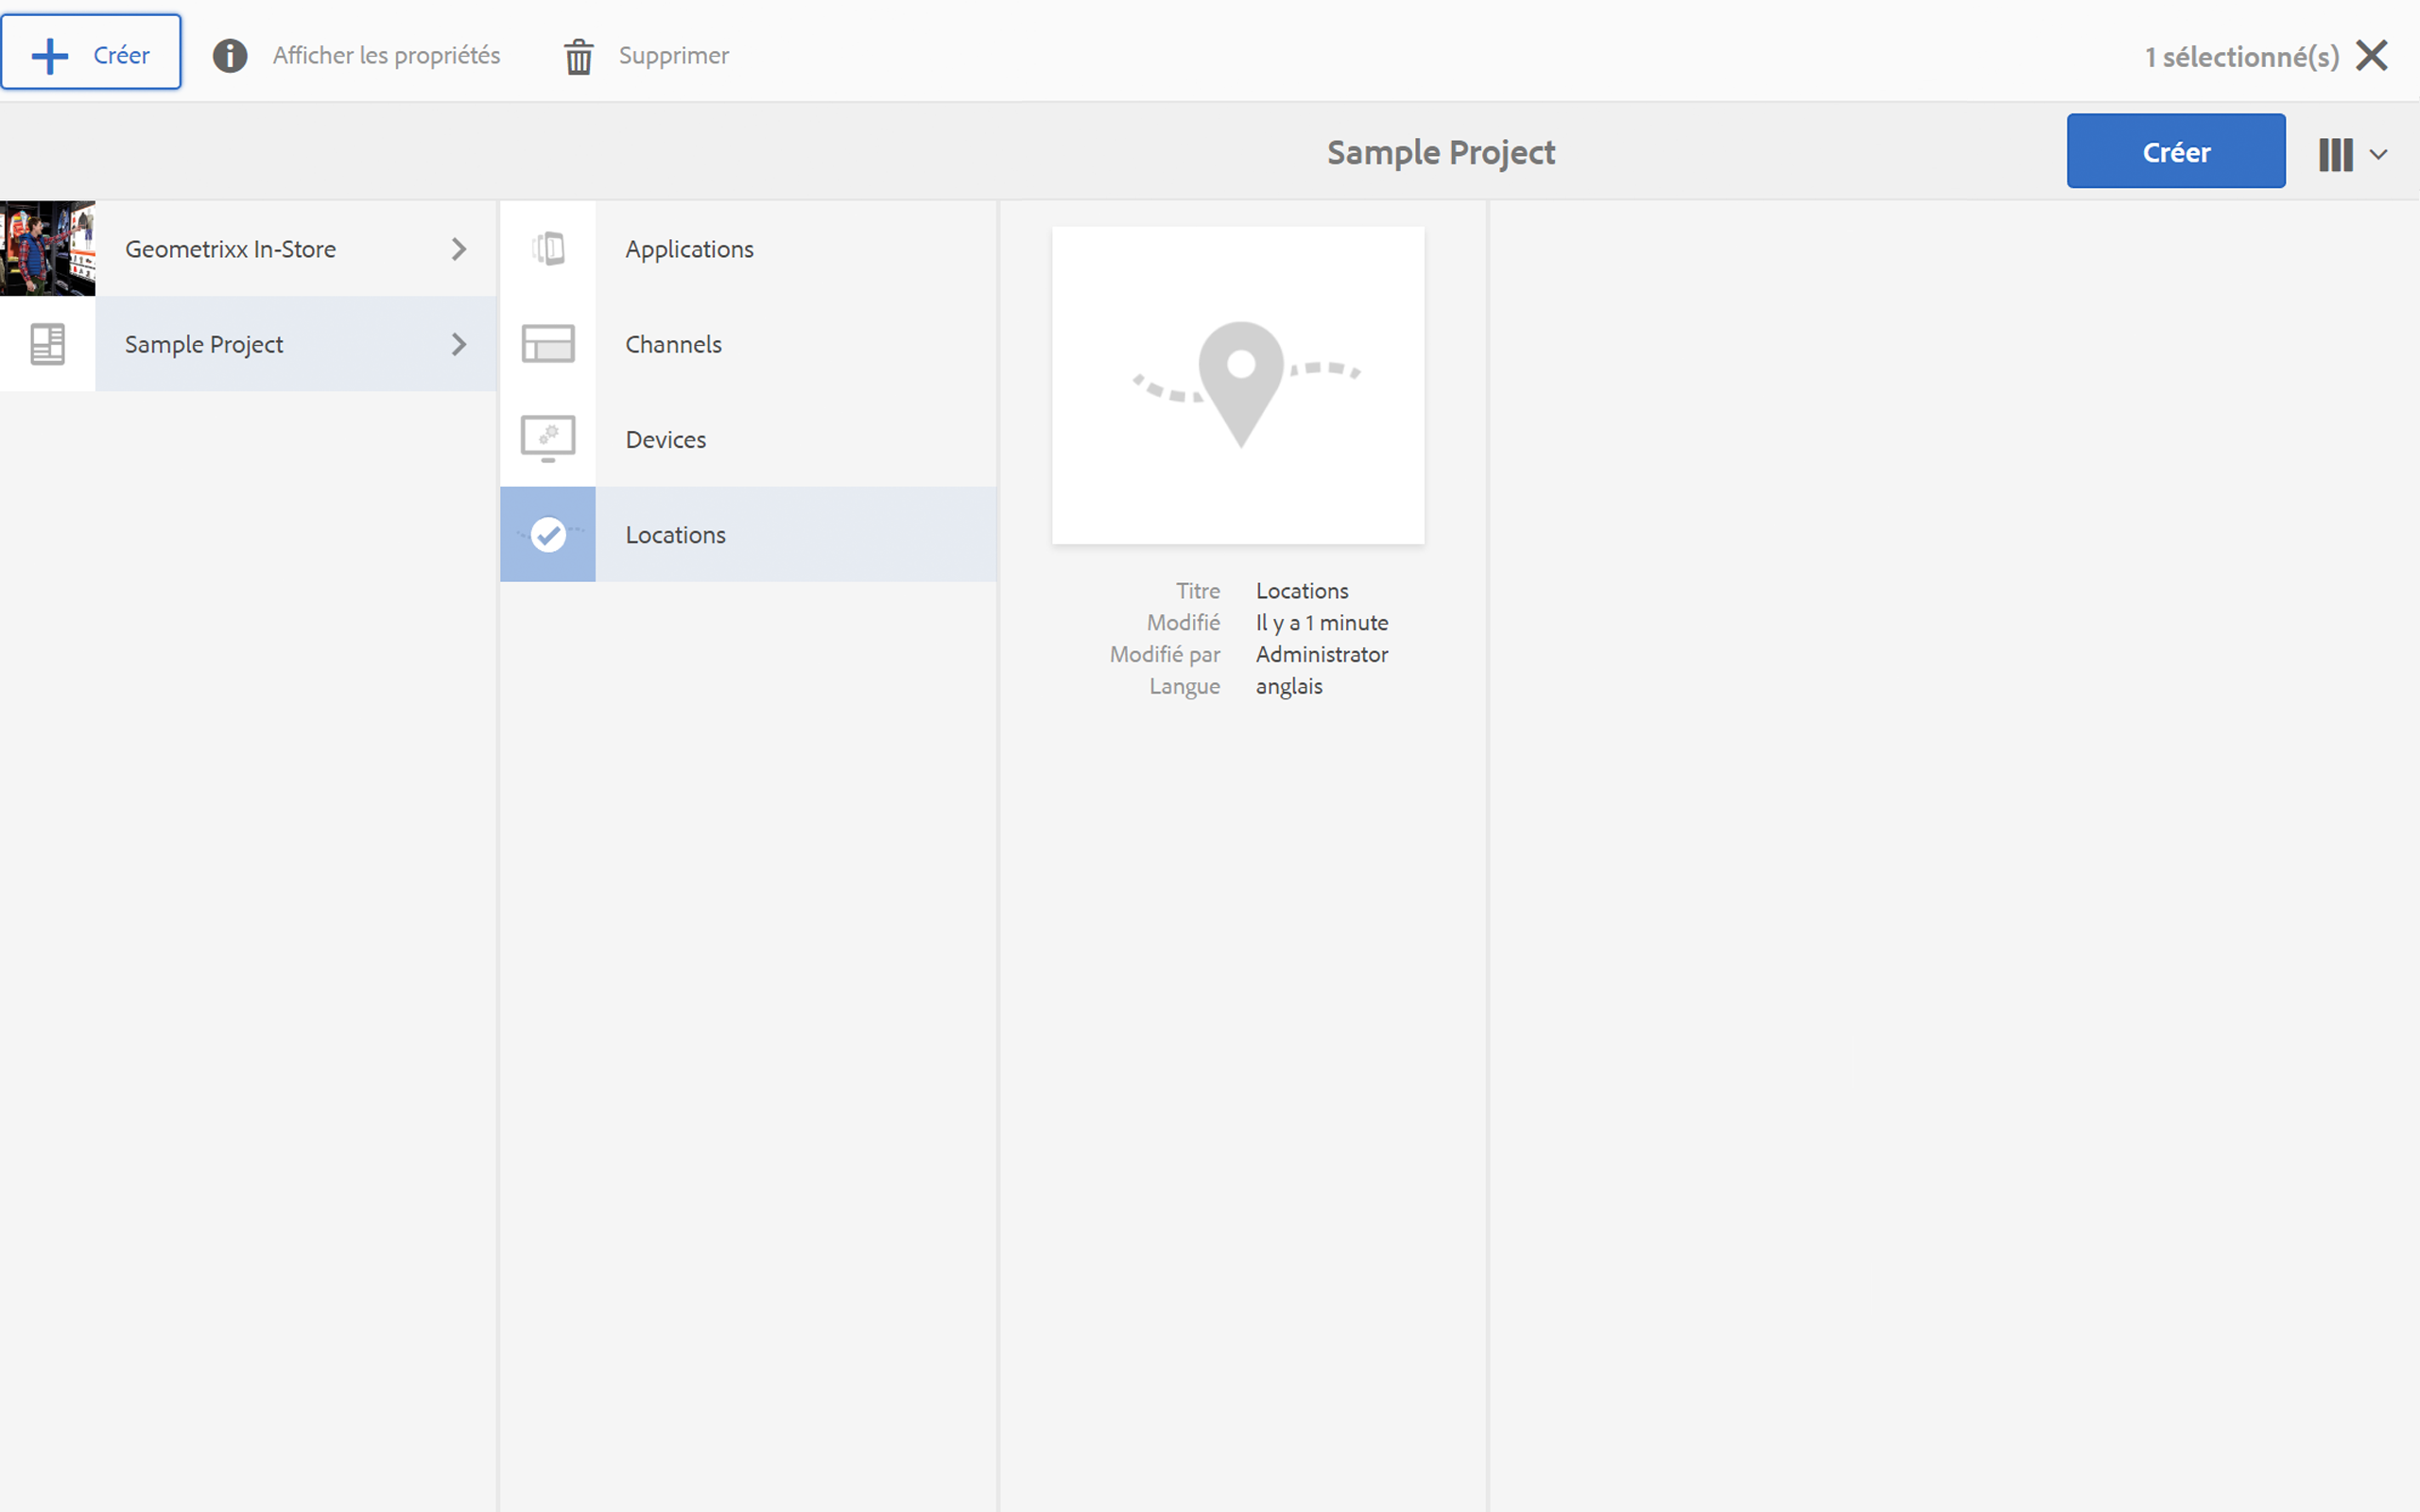 Créer
Afficher les propriétés
Supprimer
1 sélectionné(s)
Sample Project
Créer
Geometrixx In-Store
Sample Project
Applications
Channels
Devices
Locations
Titre Locations
Modifié Il y a 1 minute
Modifié par Administrator
Langue anglais